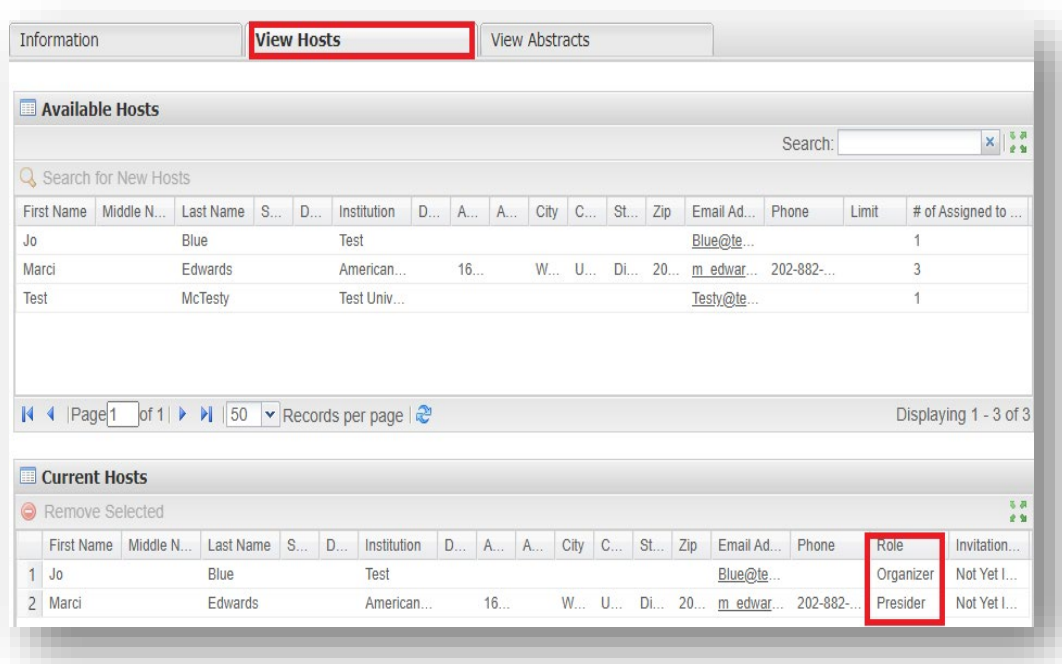 Information View Hosts View Abstracts
Available Hosts
Search:
Search for New Hosts
First Name Middle N... Last Name S... D... Institution D... A... A... City C... St... Zip Email Ad... Phone Limit # of Assigned to ...
Jo Blue Test Blue@te... 1
Marci Edwards American... 16... W... U... Di... 20... m_edwar... 202-882-... 3
Test McTesty Test Univ... Testy@te... 1
Page 1 of 1 50 Records per page Displaying 1 - 3 of 3
Current Hosts
Remove Selected
First Name Middle N... Last Name S... D... Institution D... A... A... City C... St... Zip Email Ad... Phone Role Invitation...
1 Jo Blue Test Blue@te... Organizer Not Yet I...
2 Marci Edwards American... 16... W... U... Di... 20... m_edwar... 202-882-... Presider Not Yet I...